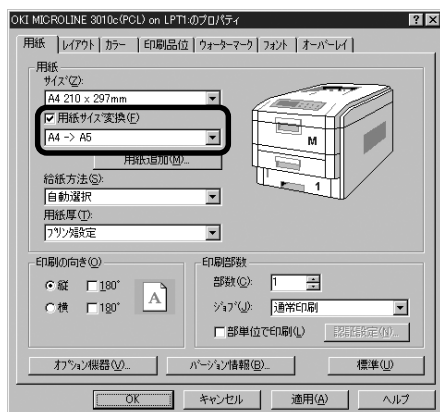 OKI MICROLINE 3010c(PCL) on LPT1:のプロパティ
用紙 レイアウト カラー 印刷品位 ウォーターマーク フォント オーバーレイ
用紙
サイズ(Z):
A4 210 x 297mm
用紙サイズ変換(F)
A4 -> A5
用紙追加(M)...
給紙方法(S):
自動選択
用紙厚(T):
プリンタ設定
M
1
印刷の向き(O)
縦 180°
横 180°
A
印刷部数
部数(C): 1
ジョブ(J): 通常印刷
部単位で印刷(L) 認証設定(N)...
オプション機器(V)... バージョン情報(B)... 標準(U)
OK キャンセル 適用(A) ヘルプ